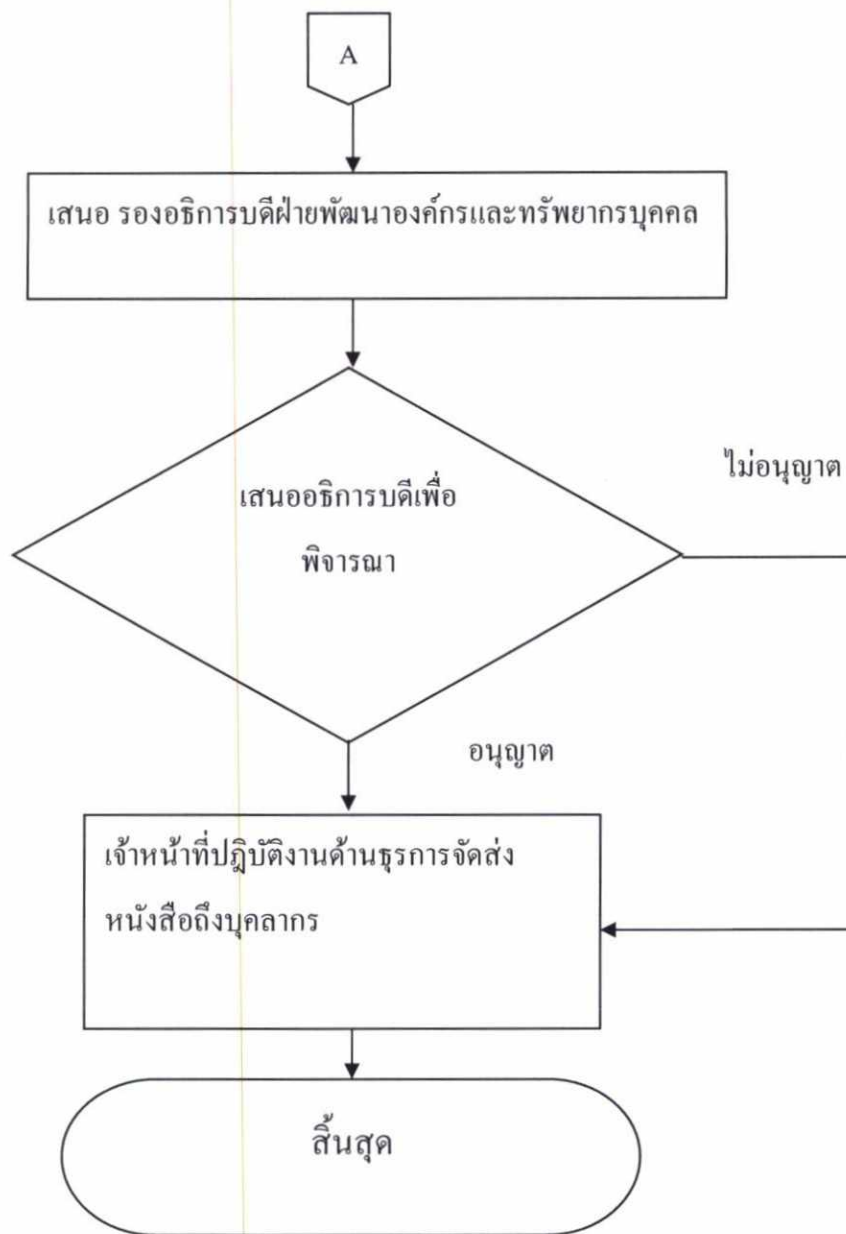 A
เสนอ รองอธิการบดีฝ่ายพัฒนาองค์กรและทรัพยากรบุคคล
ไม่อนุญาต
เสนออธิการบดีเพื่อ
พิจารณา
อนุญาต
เจ้าหน้าที่ปฎิบัติงานด้านธุรการจัดส่ง
หนังสือถึงบุคลากร
สิ้นสุด